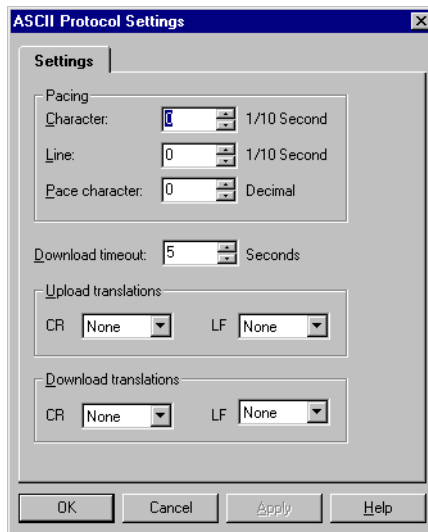 ASCII Protocol Settings
Settings
Pacing
Character: 0 1/10 Second
Line: 0 1/10 Second
Pace character: 0 Decimal
Download timeout: 5 Seconds
Upload translations
CR None LF None
Download translations
CR None LF None
OK Cancel Apply Help